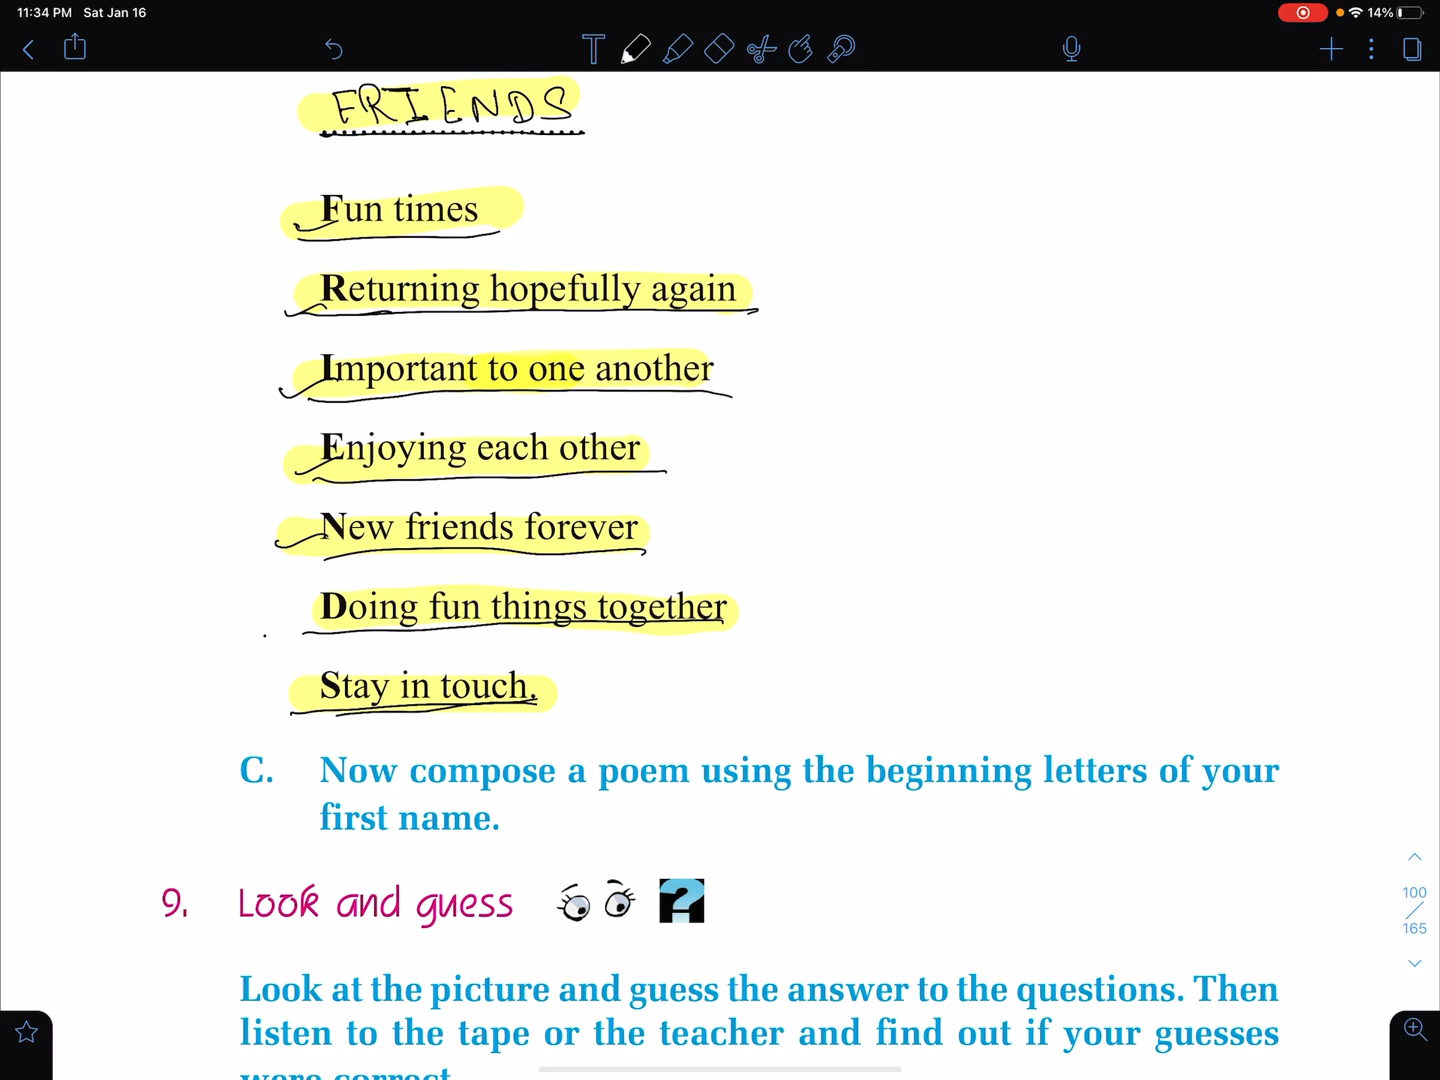 11:34 PM Sat Jan 16
14%
FRIENDS
Fun times
Returning hopefully again
Important to one another
Enjoying each other
New friends forever
Doing fun things together
Stay in touch.
C. Now compose a poem using the beginning letters of your
first name.
9. Look and guess ?
100
165
Look at the picture and guess the answer to the questions. Then
listen to the tape or the teacher and find out if your guesses
were correct